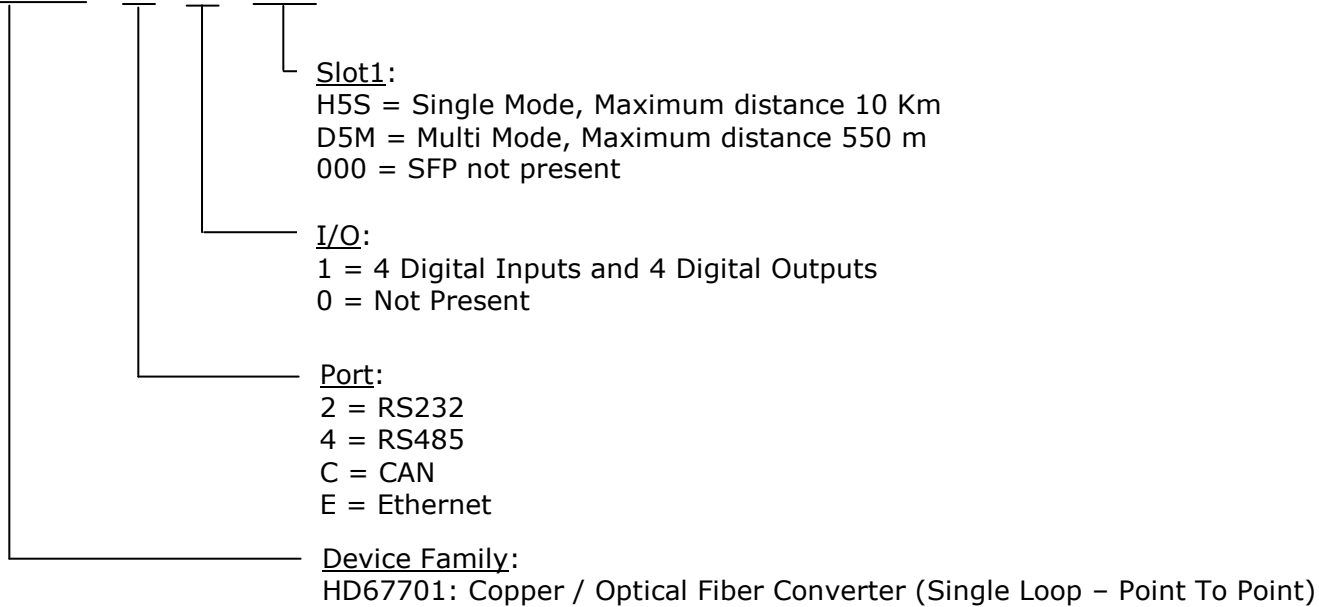 Slot1:
H5S = Single Mode, Maximum distance 10 Km
D5M = Multi Mode, Maximum distance 550 m
000 = SFP not present
I/O:
1 = 4 Digital Inputs and 4 Digital Outputs
0 = Not Present
Port:
2 = RS232
4 = RS485
C = CAN
E = Ethernet
Device Family:
HD67701: Copper / Optical Fiber Converter (Single Loop – Point To Point)